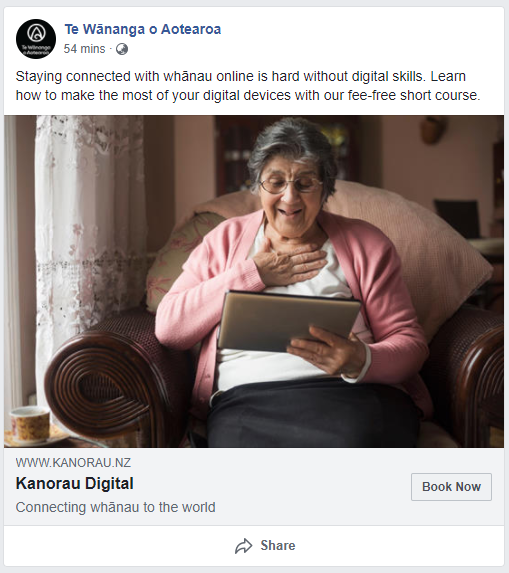 Te Wānanga
o Aotearoa
Te Wānanga o Aotearoa
54 mins ·
Staying connected with whānau online is hard without digital skills. Learn
how to make the most of your digital devices with our fee-free short course.
WWW.KANORAU.NZ
Kanorau Digital
Connecting whānau to the world
Book Now
Share